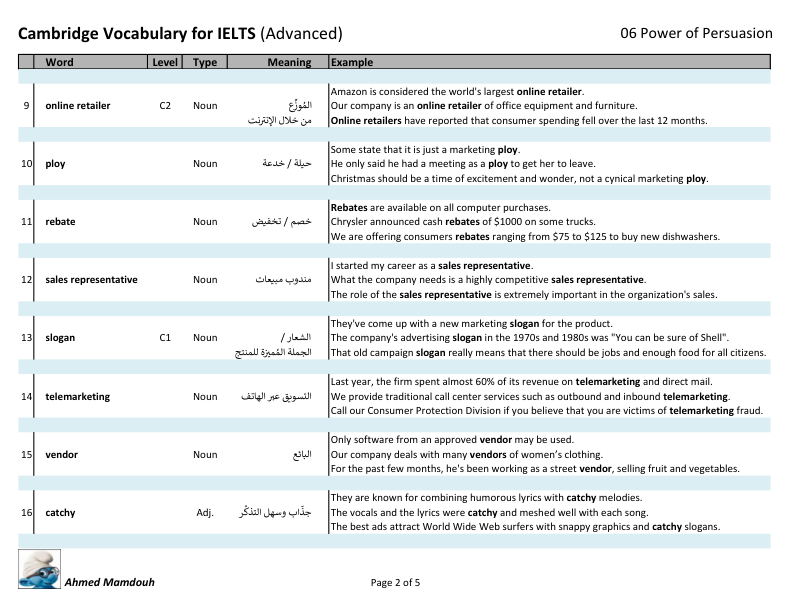 Cambridge Vocabulary for IELTS (Advanced) 06 Power of Persuasion
Word Level Type Meaning Example
Amazon is considered the world's largest online retailer.
9 online retailer C2 Noun المُوزِّع Our company is an online retailer of office equipment and furniture.
من خلال الإنترنت Online retailers have reported that consumer spending fell over the last 12 months.
Some state that it is just a marketing ploy.
10 ploy Noun حيلة / خدعة He only said he had a meeting as a ploy to get her to leave.
Christmas should be a time of excitement and wonder, not a cynical marketing ploy.
Rebates are available on all computer purchases.
11 rebate Noun خصم / تخفيض Chrysler announced cash rebates of $1000 on some trucks.
We are offering consumers rebates ranging from $75 to $125 to buy new dishwashers.
I started my career as a sales representative.
12 sales representative Noun مندوب مبيعات What the company needs is a highly competitive sales representative.
The role of the sales representative is extremely important in the organization's sales.
They've come up with a new marketing slogan for the product.
13 slogan C1 Noun الشعار / The company's advertising slogan in the 1970s and 1980s was "You can be sure of Shell".
الجملة المُميزة للمنتج That old campaign slogan really means that there should be jobs and enough food for all citizens.
Last year, the firm spent almost 60% of its revenue on telemarketing and direct mail.
14 telemarketing Noun التسويق عبر الهاتف We provide traditional call center services such as outbound and inbound telemarketing.
Call our Consumer Protection Division if you believe that you are victims of telemarketing fraud.
Only software from an approved vendor may be used.
15 vendor Noun البائع Our company deals with many vendors of women’s clothing.
For the past few months, he's been working as a street vendor, selling fruit and vegetables.
They are known for combining humorous lyrics with catchy melodies.
16 catchy Adj. جذّاب وسهل التذكُّر The vocals and the lyrics were catchy and meshed well with each song.
The best ads attract World Wide Web surfers with snappy graphics and catchy slogans.
Ahmed Mamdouh Page 2 of 5